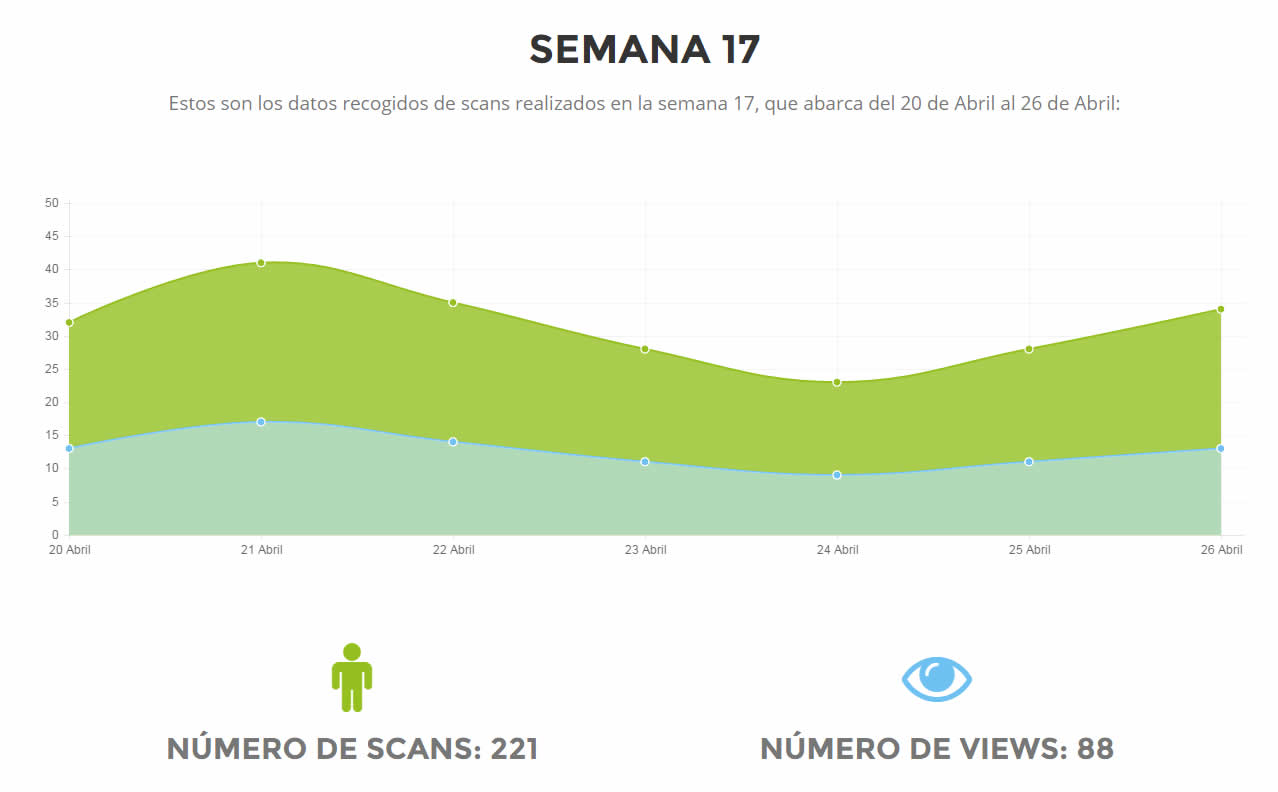 SEMANA 17
Estos son los datos recogidos de scans realizados en la semana 17, que abarca del 20 de Abril al 26 de Abril:
50
45
40
35
30
25
20
15
10
5
0
20 Abril 21 Abril 22 Abril 23 Abril 24 Abril 25 Abril 26 Abril
NÚMERO DE SCANS: 221
NÚMERO DE VIEWS: 88